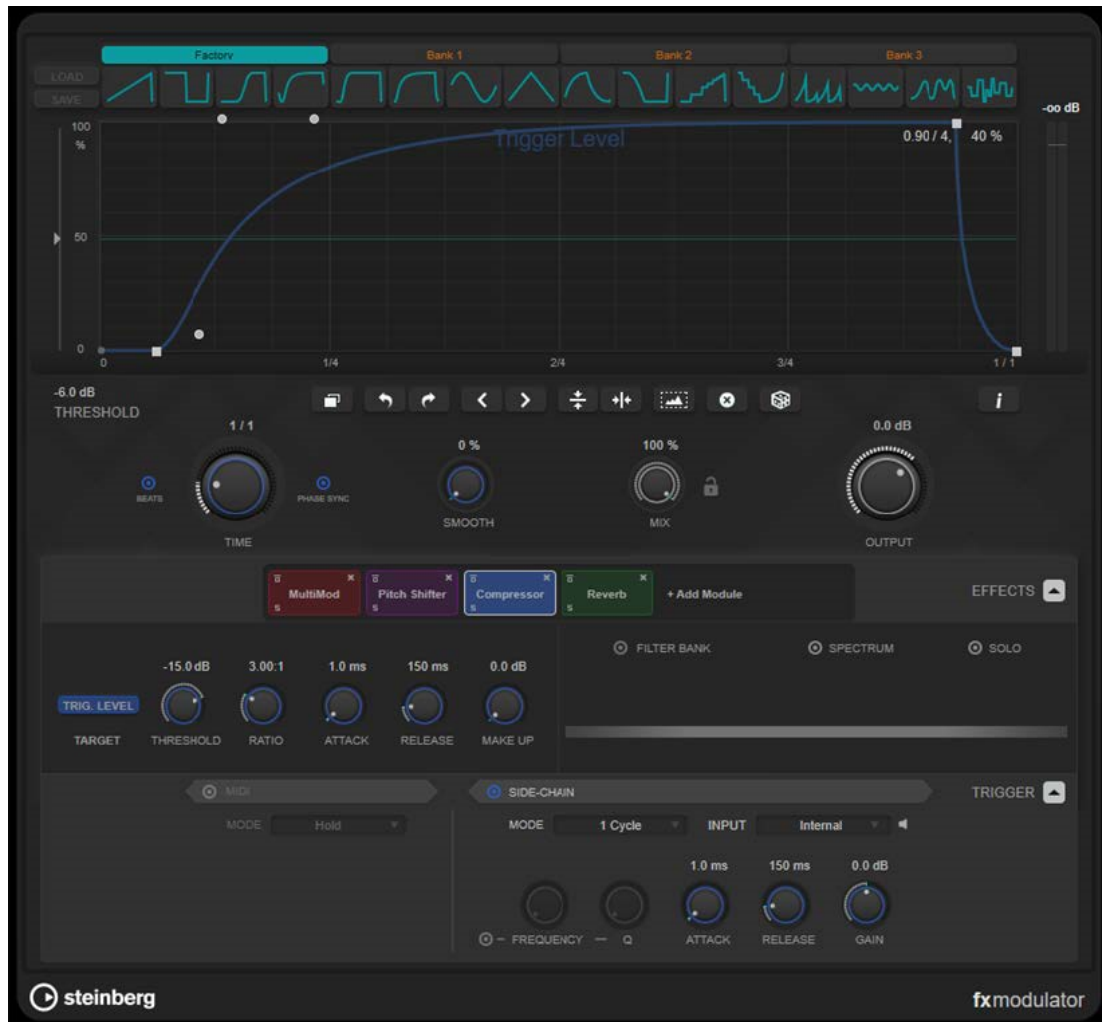 Factory Bank 1 Bank 2 Bank 3
LOAD
SAVE
-oo dB
100
%
Trigger Level
0.90 / 4, 40 %
50
0
0 1/4 2/4 3/4 1 / 1
-6.0 dB
THRESHOLD
i
1 / 1
0 %
100 %
0.0 dB
BEATS
PHASE SYNC
SMOOTH
MIX
TIME
OUTPUT
MultiMod Pitch Shifter Compressor Reverb + Add Module
S S S S
EFFECTS
FILTER BANK SPECTRUM SOLO
-15.0 dB 3.00:1 1.0 ms 150 ms 0.0 dB
TRIG. LEVEL
TARGET THRESHOLD RATIO ATTACK RELEASE MAKE UP
MIDI
SIDE-CHAIN
TRIGGER
MODE Hold
MODE 1 Cycle INPUT Internal
1.0 ms 150 ms 0.0 dB
FREQUENCY Q ATTACK RELEASE GAIN
steinberg
fxmodulator